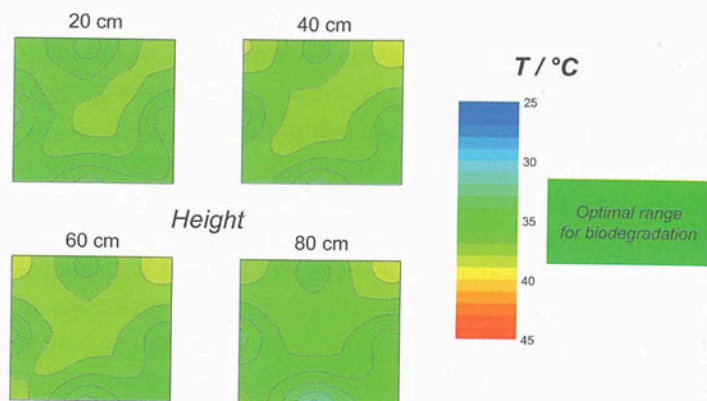 20 cm
40 cm
T / °C
25
30
35
40
45
Optimal range
for biodegradation
Height
60 cm
80 cm